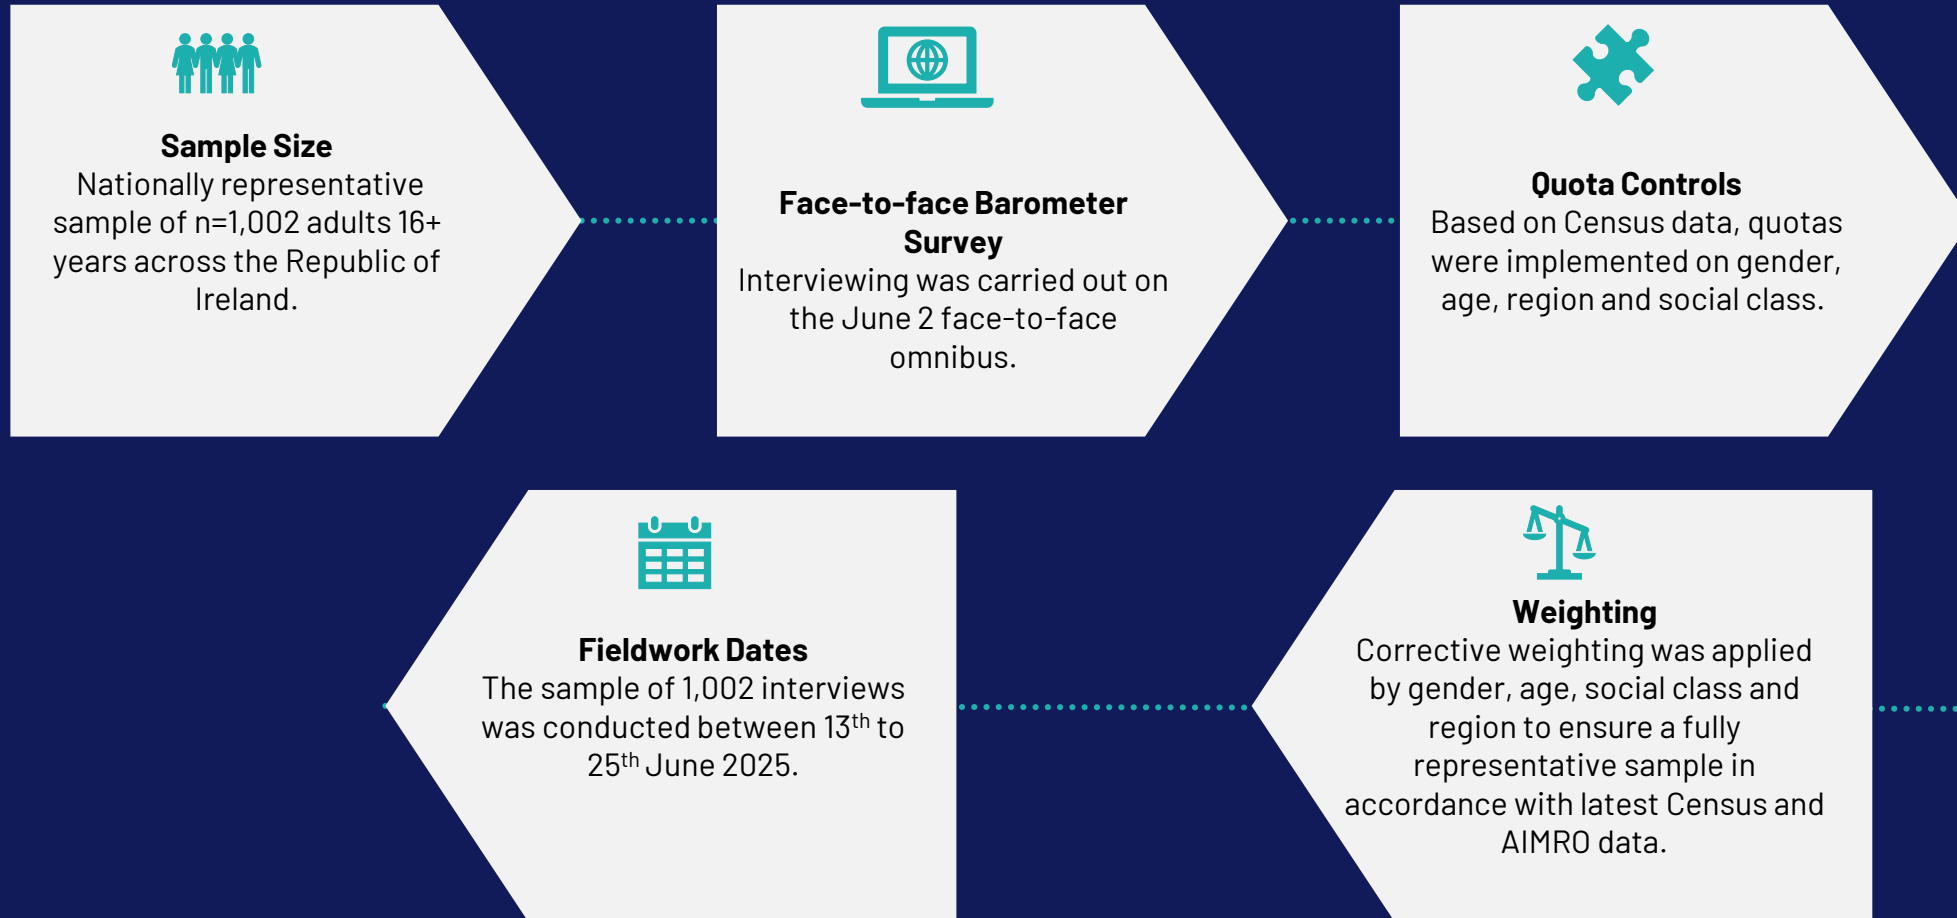 Sample Size
Nationally representative
sample of n=1,002 adults 16+
years across the Republic of
Ireland.
Face-to-face Barometer
Survey
Interviewing was carried out on
the June 2 face-to-face
omnibus.
Quota Controls
Based on Census data, quotas
were implemented on gender,
age, region and social class.
Weighting
Corrective weighting was applied
by gender, age, social class and
region to ensure a fully
representative sample in
accordance with latest Census and
AIMRO data.
Fieldwork Dates
The sample of 1,002 interviews
was conducted between 13th to
25th June 2025.